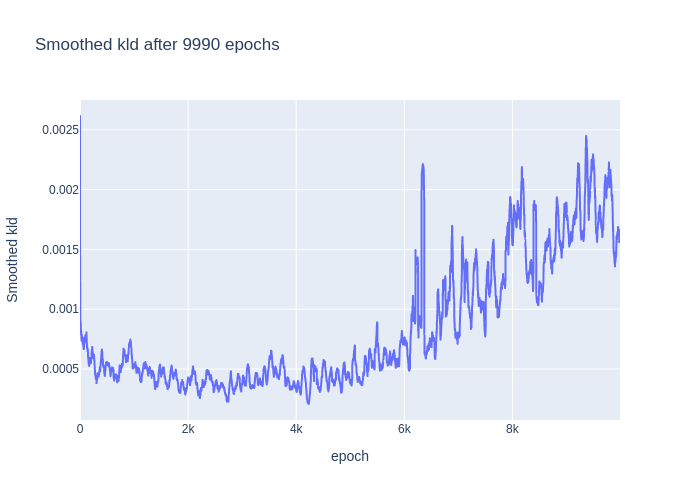 Smoothed kld after 9990 epochs
0.0025
0.002
0.0015
0.001
0.0005
Smoothed kld
0 2k 4k 6k 8k
epoch